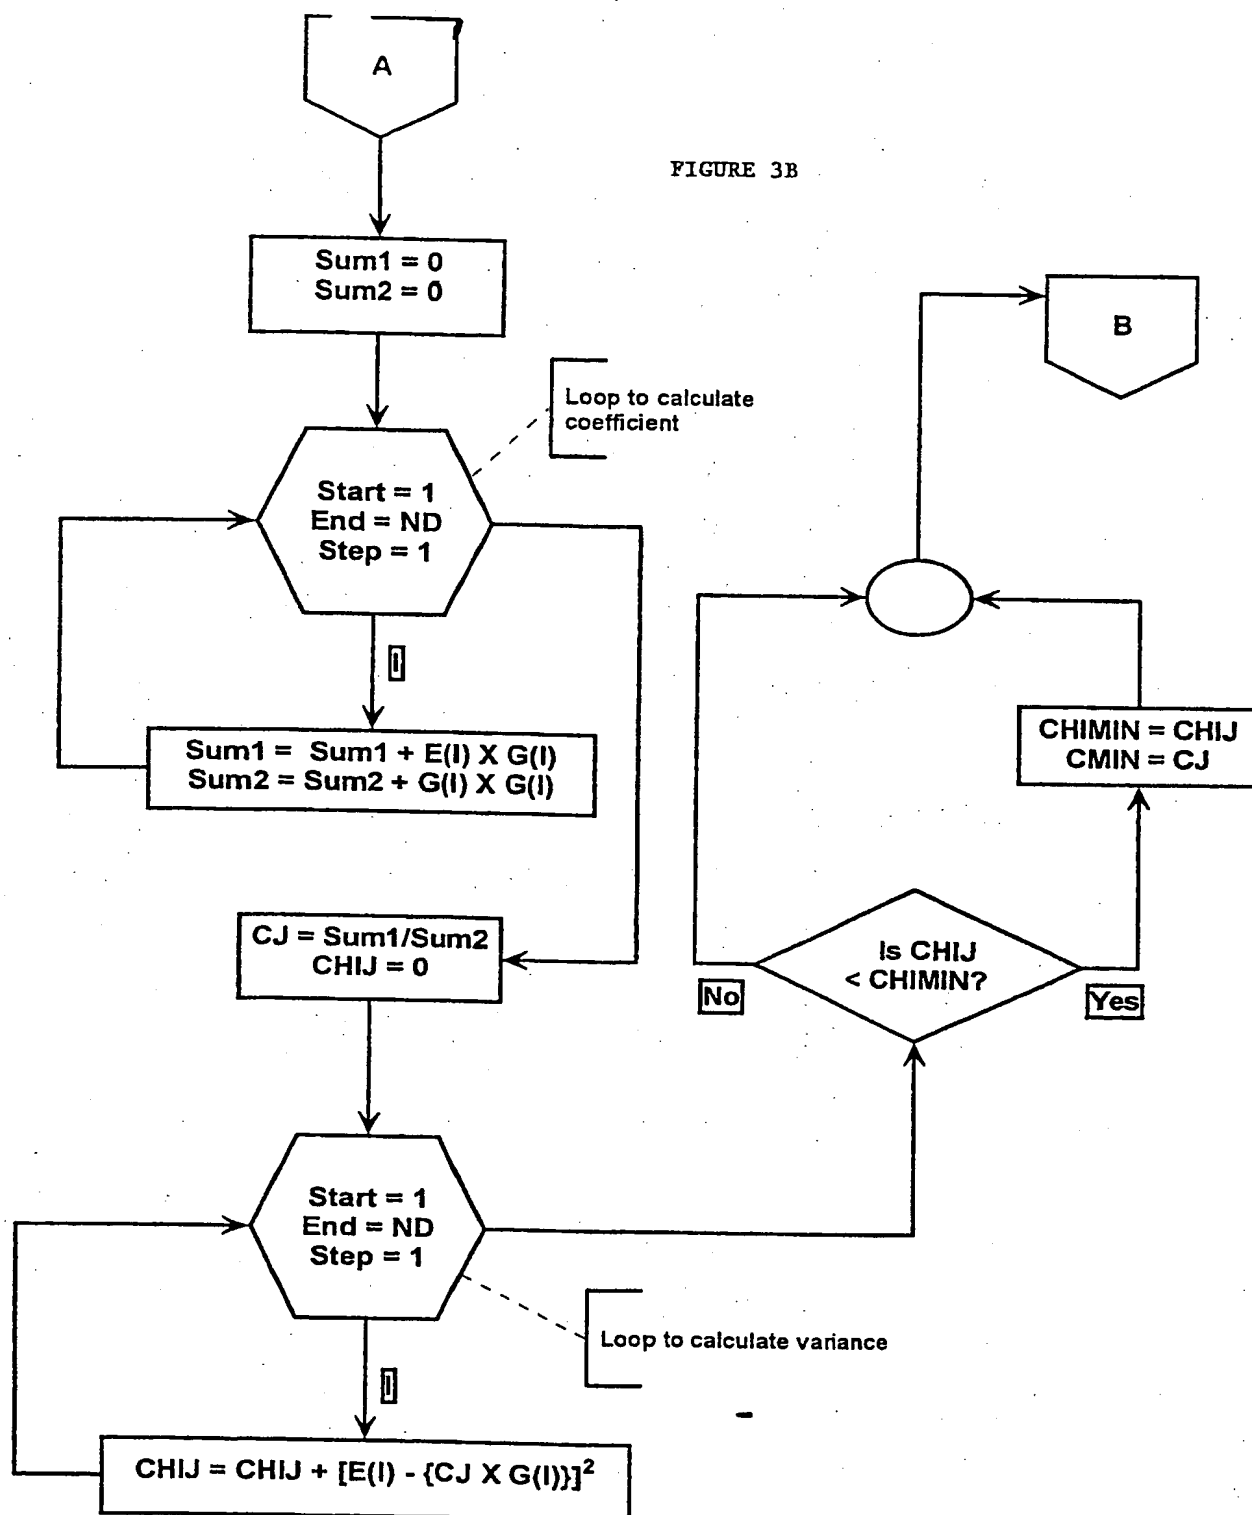 A
FIGURE 3B
Sum1 = 0
Sum2 = 0
Loop to calculate
coefficient
Start = 1
End = ND
Step = 1
I
Sum1 = Sum1 + E(I) X G(I)
Sum2 = Sum2 + G(I) X G(I)
CJ = Sum1/Sum2
CHIJ = 0
Start = 1
End = ND
Step = 1
Loop to calculate variance
I
CHIJ = CHIJ + [E(I) - {CJ X G(I)}]²
Is CHIJ
< CHIMIN?
No
Yes
CHIMIN = CHIJ
CMIN = CJ
B